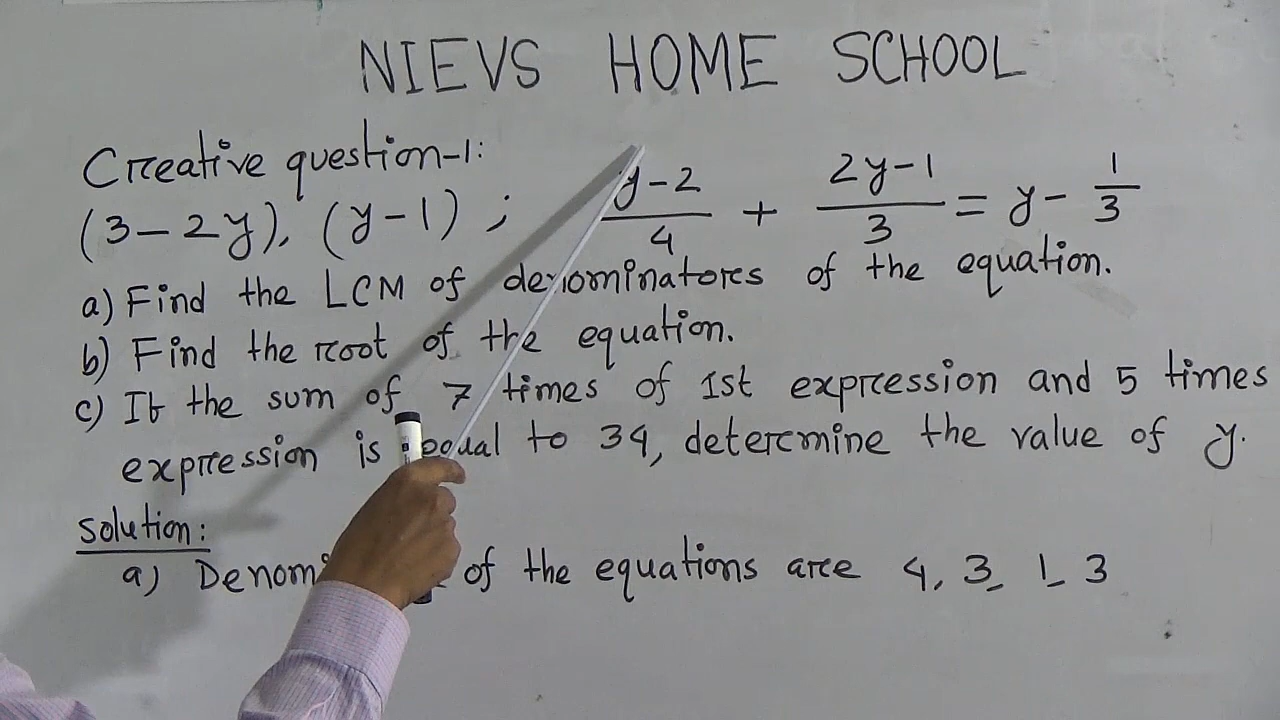 NIEVS HOME SCHOOL
Creative question-1:
(3-2y), (y-1) ; y-2/4 + 2y-1/3 = y- 1/3
a) Find the LCM of denominators of the equation.
b) Find the root of the equation.
c) If the sum of 7 times of 1st expression and 5 times
expression is equal to 34, determine the value of y.
Solution:
a) of the equations are 4, 3, 1, 3